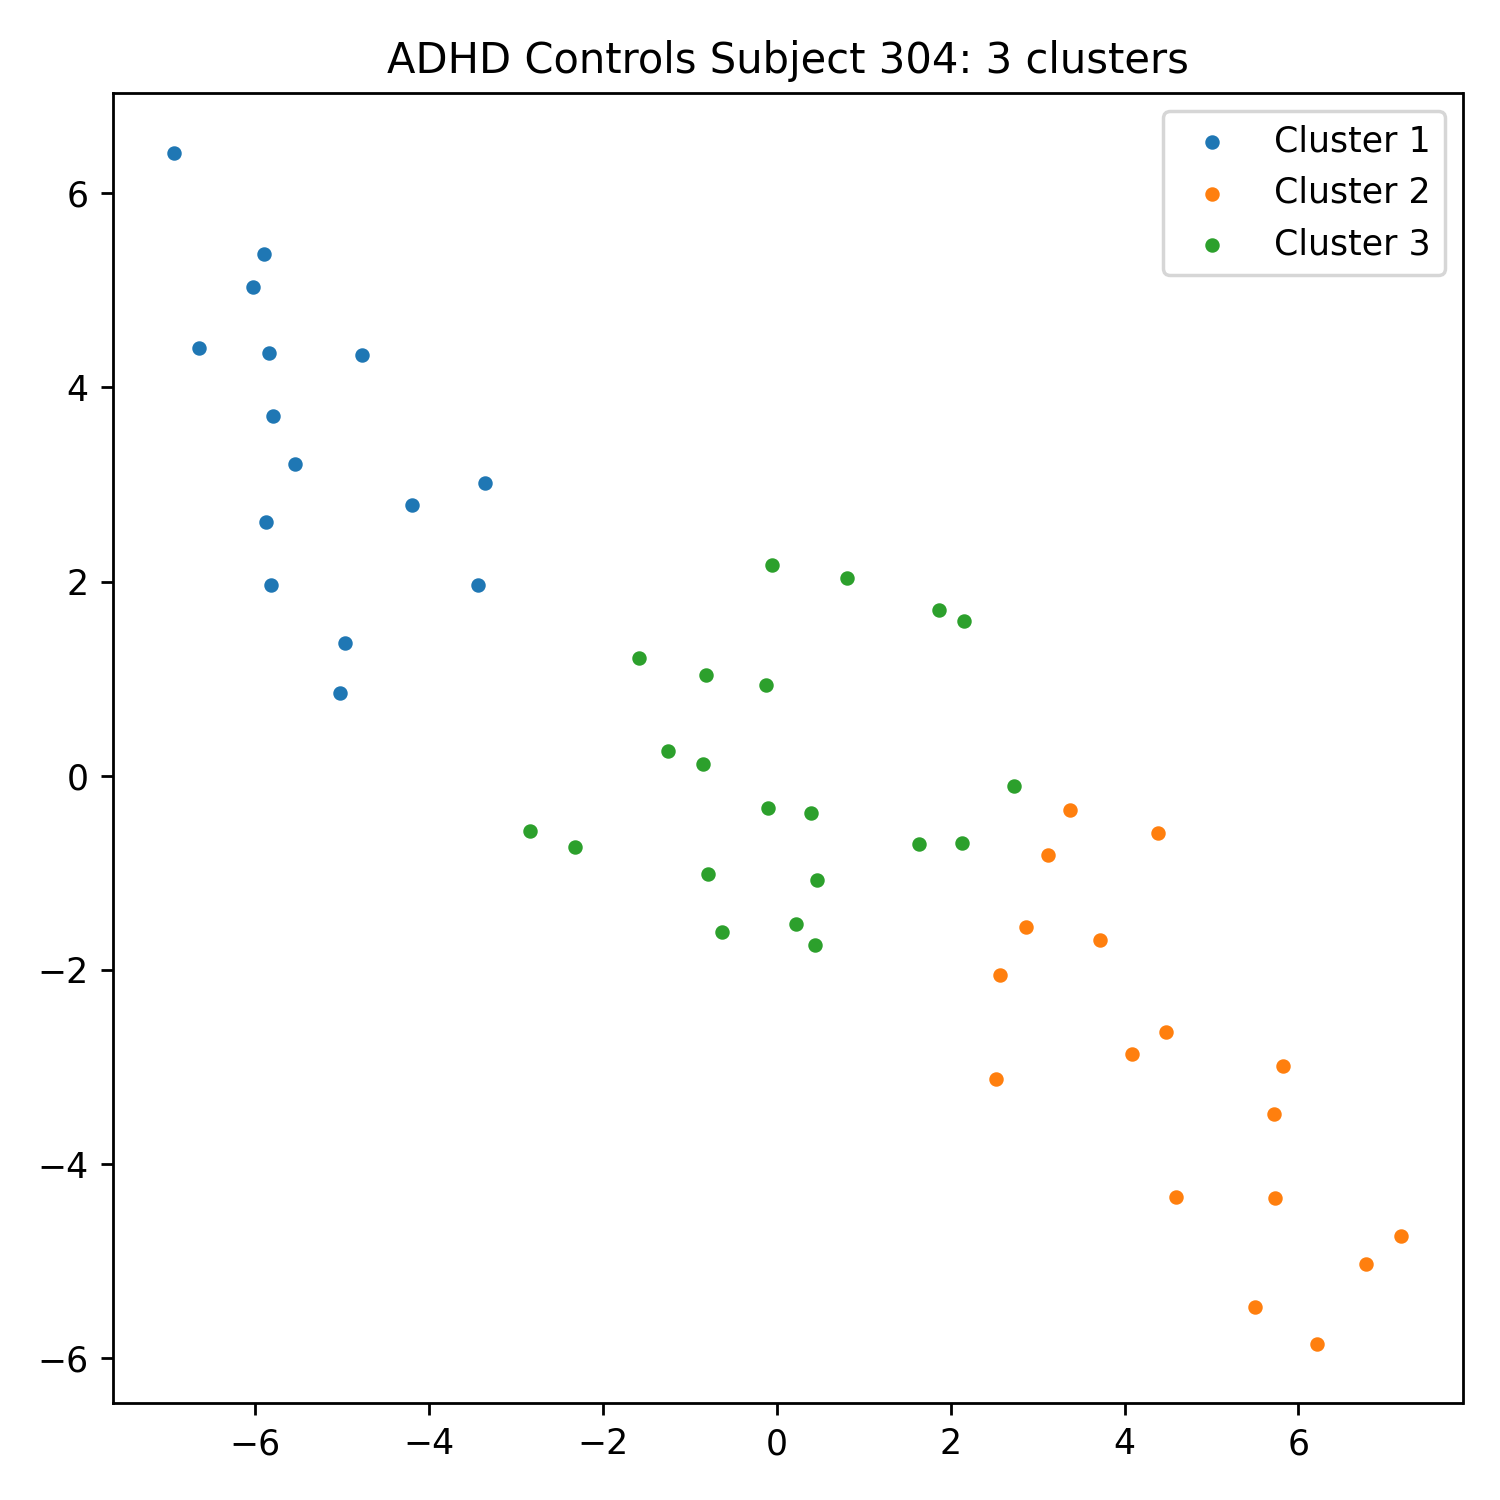 ADHD Controls Subject 304: 3 clusters
Cluster 1
Cluster 2
Cluster 3
6
4
2
0
−2
−4
−6
−6 −4 −2 0 2 4 6